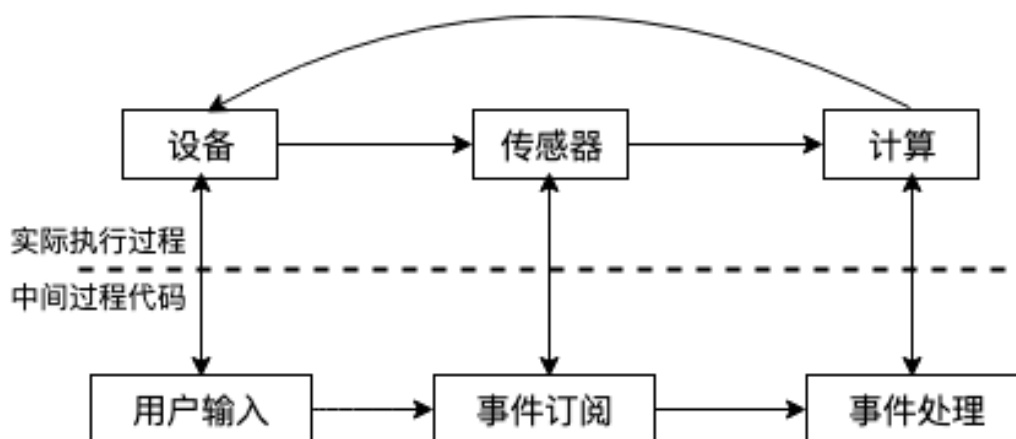 设备
传感器
计算
实际执行过程
中间过程代码
用户输入
事件订阅
事件处理